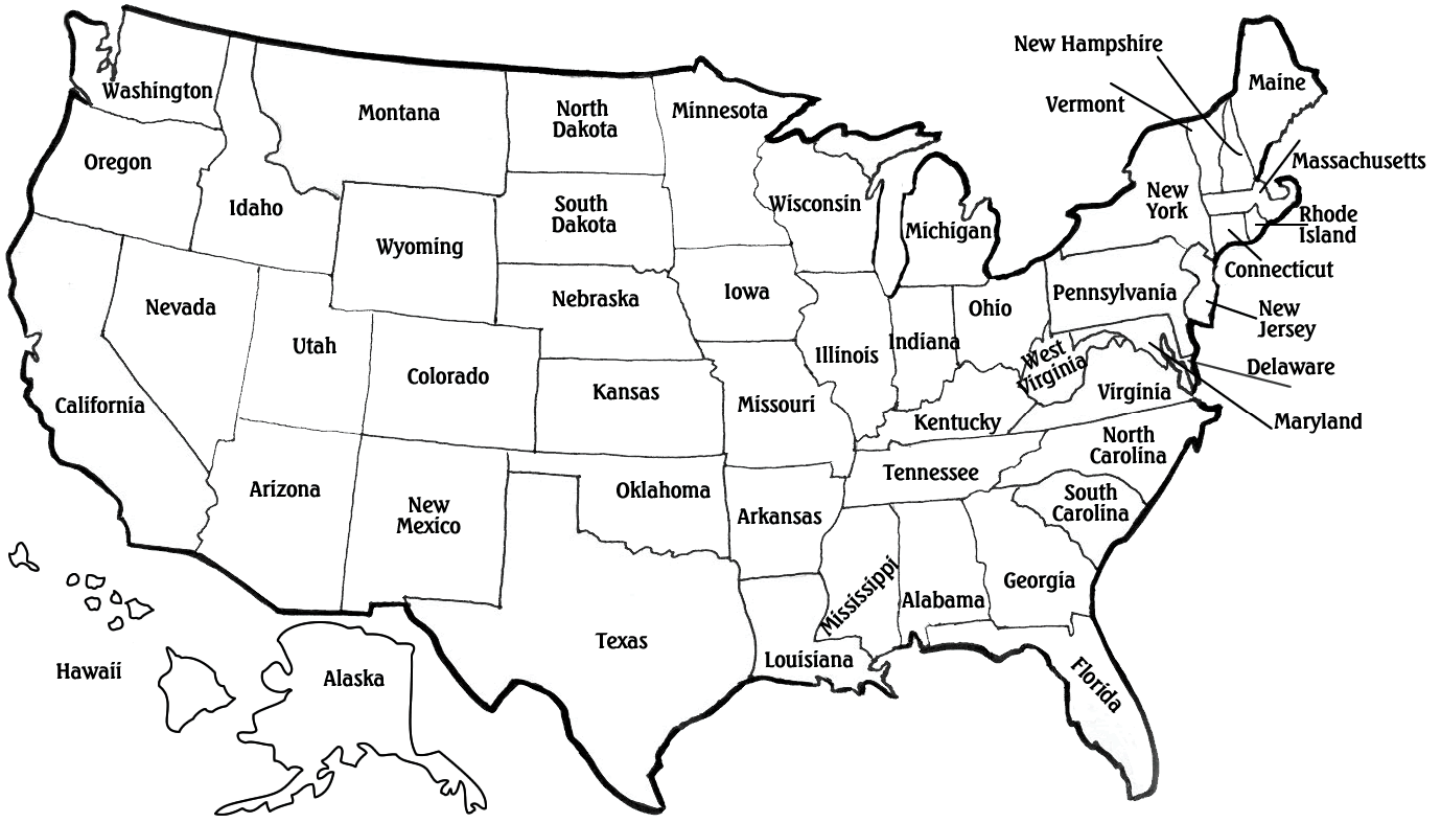 New Hampshire
Maine
Vermont
Washington
Montana
North
Dakota
Minnesota
Oregon
Massachusetts
Idaho
South
Dakota
Wisconsin
New
York
Rhode
Island
Wyoming
Michigan
Connecticut
Nevada
Nebraska
Iowa
Ohio
Pennsylvania
New
Jersey
Utah
Illinois
Indiana
West
Virginia
Delaware
Colorado
Kansas
Missouri
Virginia
California
Kentucky
Maryland
North
Carolina
Tennessee
Arizona
New
Mexico
Oklahoma
Arkansas
South
Carolina
Mississippi
Alabama
Georgia
Texas
Louisiana
Hawaii
Alaska
Florida